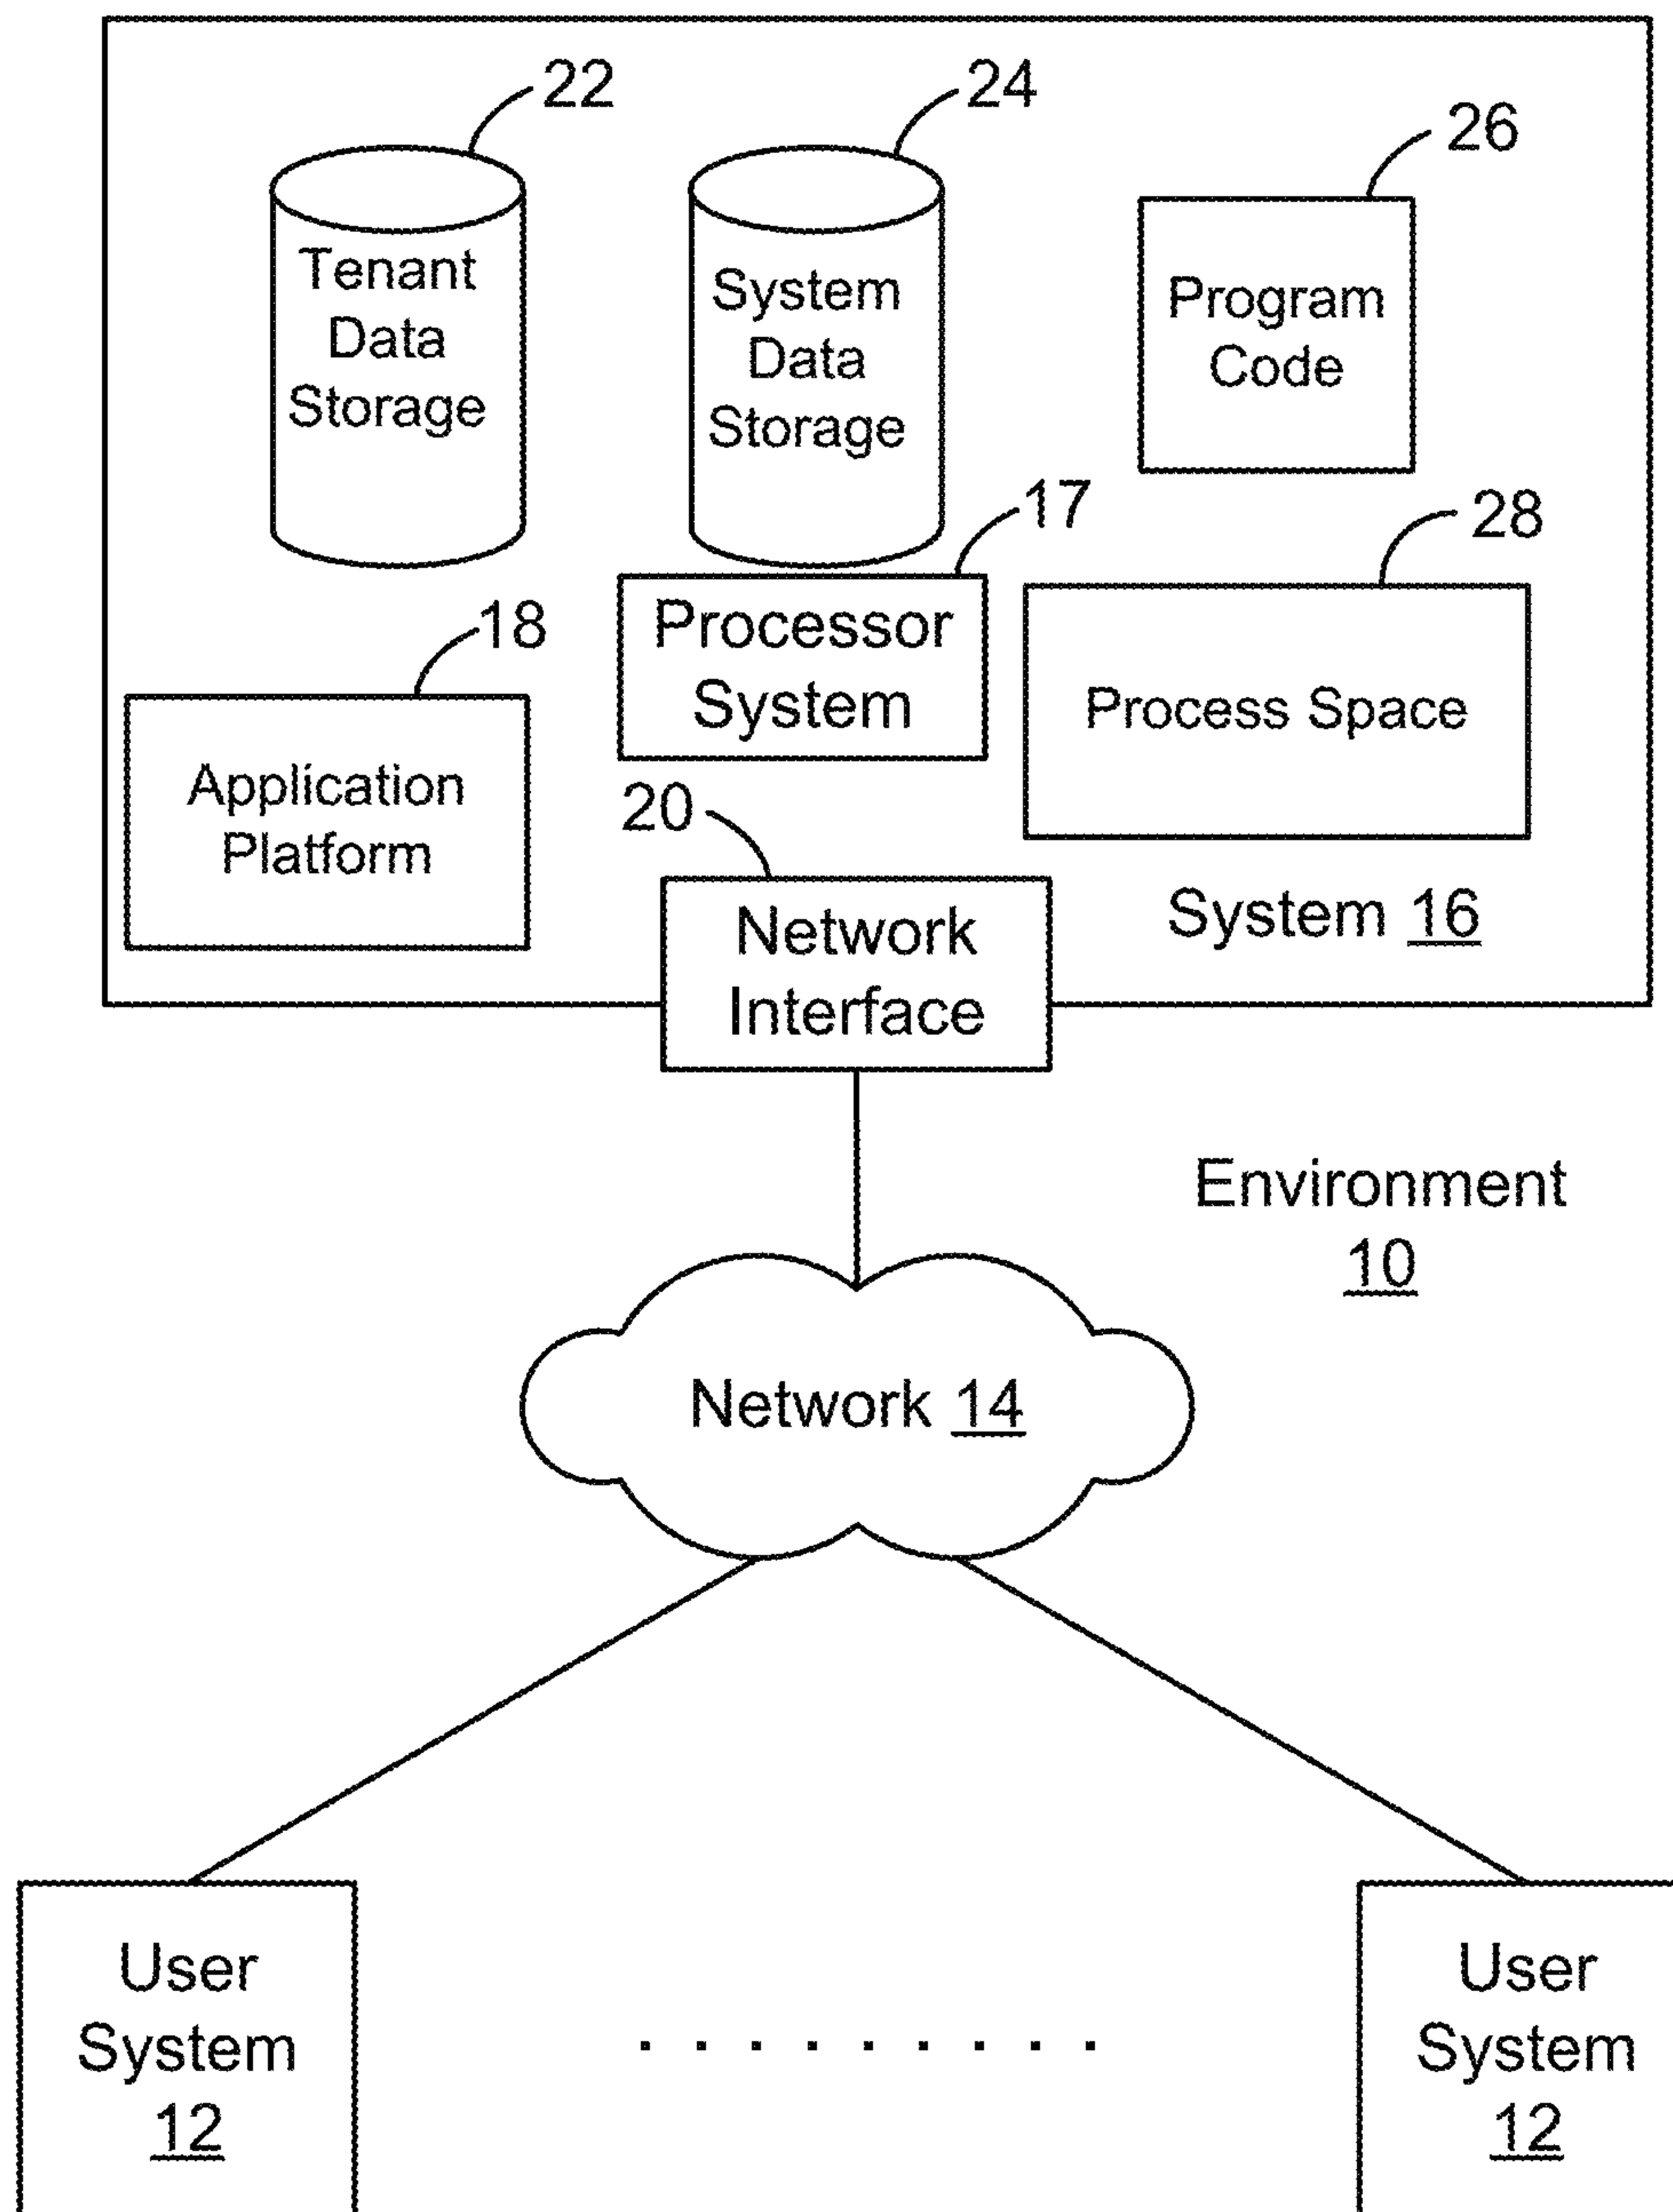 22
24
26
Tenant
Data
Storage
System
Data
Storage
Program
Code
17
28
18
Processor
System
Process Space
Application
Platform
20
Network
Interface
System 16
Environment
10
Network 14
User
System
12
. . . . . . . . .
User
System
12